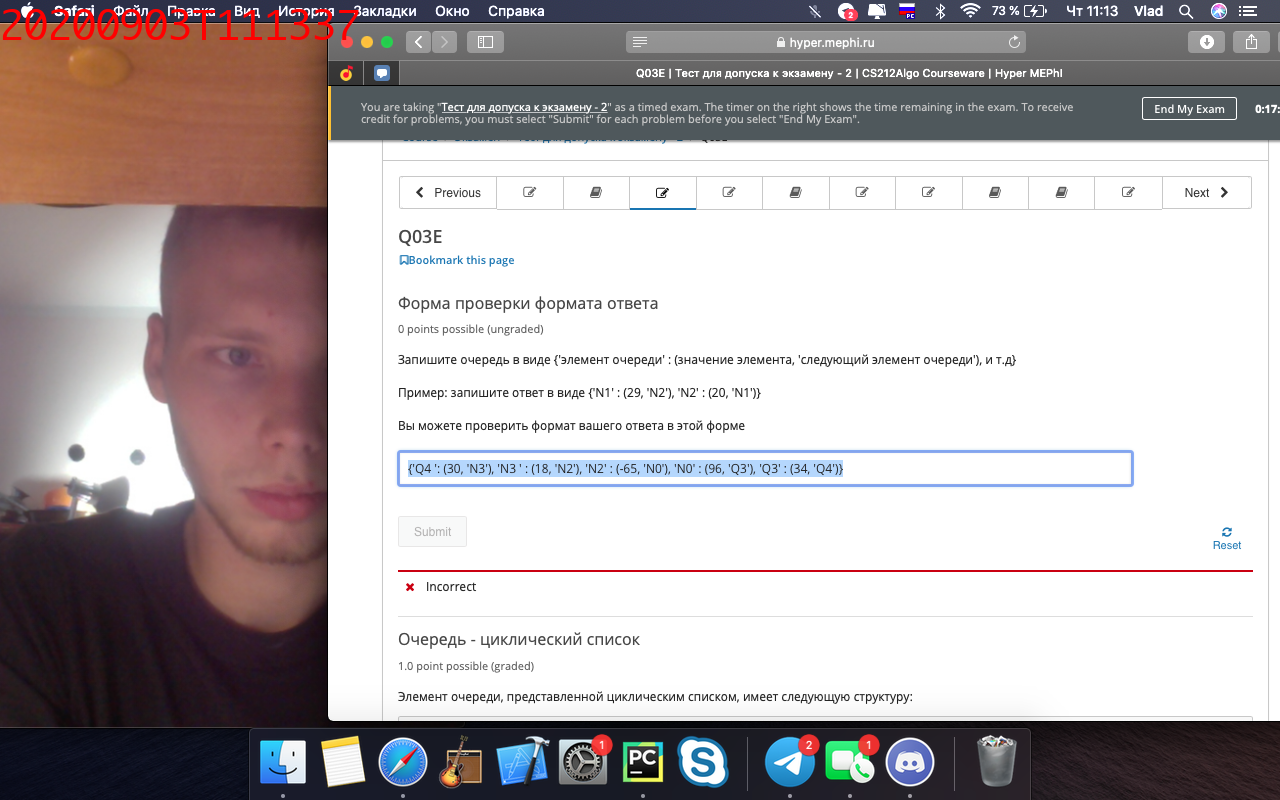 Safari Файл Правка Вид История Закладки Окно Справка
2 РС 73 % Чт 11:13 Vlad
20200903T111337
hyper.mephi.ru
Q03E | Тест для допуска к экзамену - 2 | CS212Algo Courseware | Hyper MEPhI
You are taking "Тест для допуска к экзамену - 2" as a timed exam. The timer on the right shows the time remaining in the exam. To receive
credit for problems, you must select "Submit" for each problem before you select "End My Exam".
End My Exam
0:17:
Previous
Next
Q03E
Bookmark this page
Форма проверки формата ответа
0 points possible (ungraded)
Запишите очередь в виде {'элемент очереди' : (значение элемента, 'следующий элемент очереди'), и т.д}
Пример: запишите ответ в виде {'N1' : (29, 'N2'), 'N2' : (20, 'N1')}
Вы можете проверить формат вашего ответа в этой форме
{'Q4 ': (30, 'N3'), 'N3 ' : (18, 'N2'), 'N2' : (-65, 'N0'), 'N0' : (96, 'Q3'), 'Q3' : (34, 'Q4')}
Submit
Reset
Incorrect
Очередь - циклический список
1.0 point possible (graded)
Элемент очереди, представленной циклическим списком, имеет следующую структуру:
1
PC
2
1